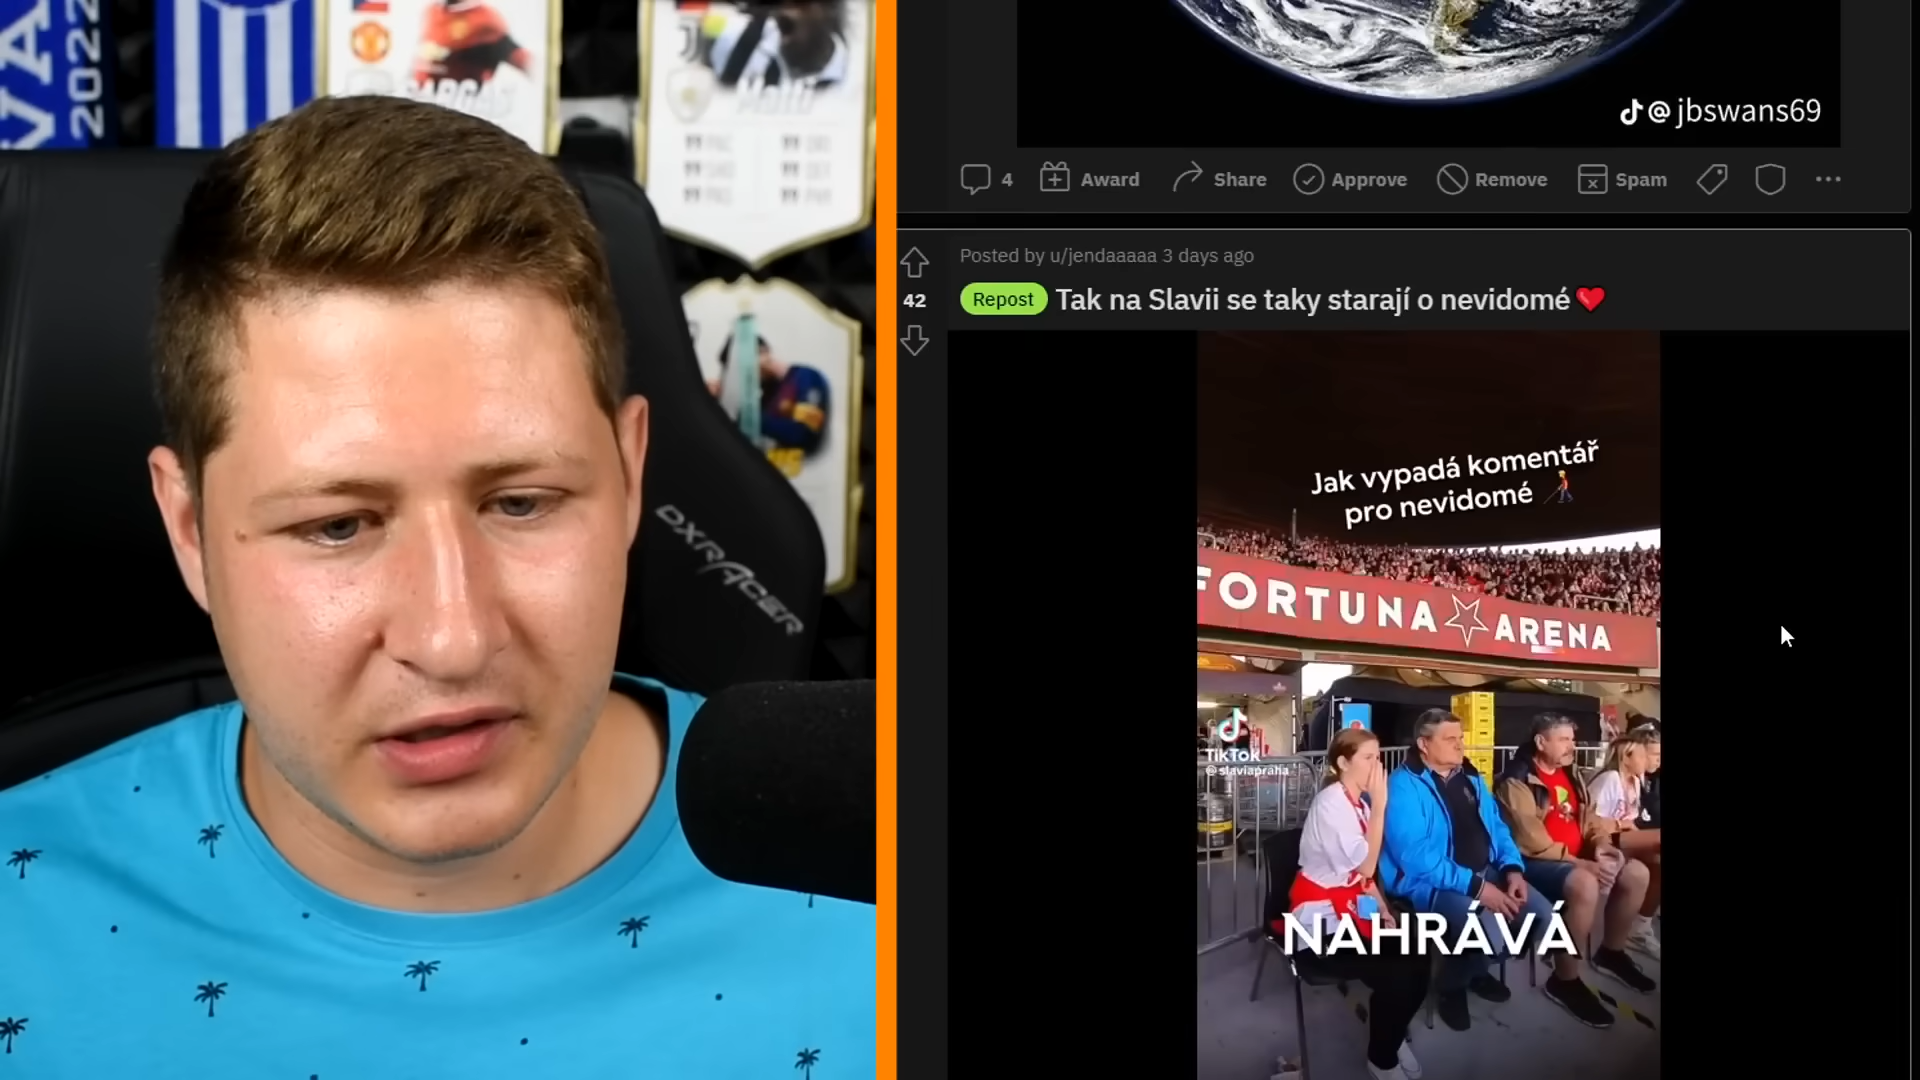 2022
Matti
DXRACER
@ jbswans69
4 Award Share Approve Remove Spam
Posted by u/jendaaaaa 3 days ago
42
Repost Tak na Slavii se taky starají o nevidomé
Jak vypadá komentář
pro nevidomé
FORTUNA ARENA
TikTok
@slaviapraha
NAHRÁVÁ